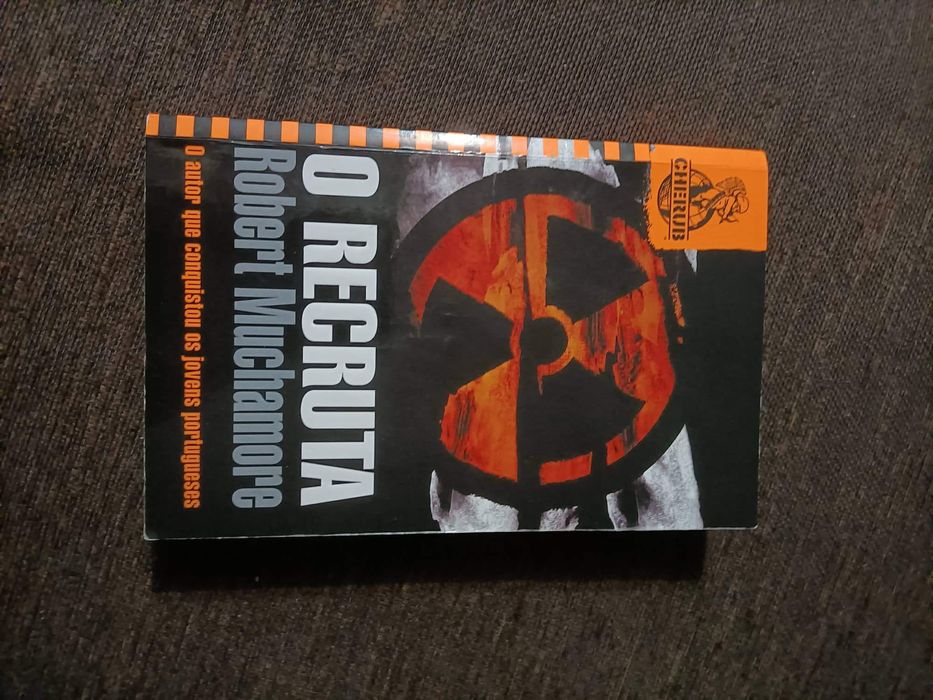 CHERUB
O RECRUTA
Robert Muchamore
O autor que conquistou os jovens portugueses